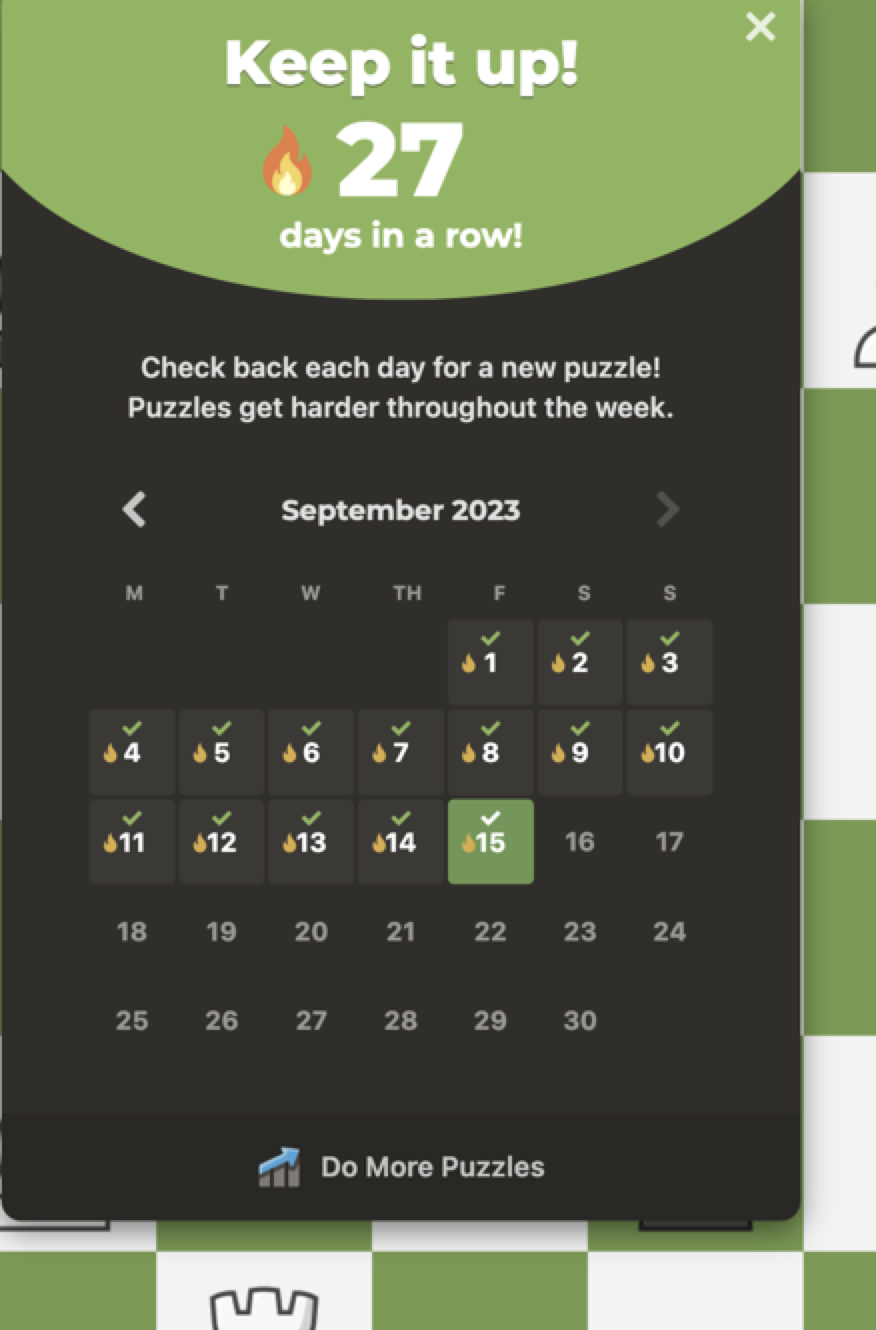 Keep it up!
27
days in a row!
Check back each day for a new puzzle!
Puzzles get harder throughout the week.
September 2023
M T W TH F S S
1 2 3
4 5 6 7 8 9 10
11 12 13 14 15 16 17
18 19 20 21 22 23 24
25 26 27 28 29 30
Do More Puzzles